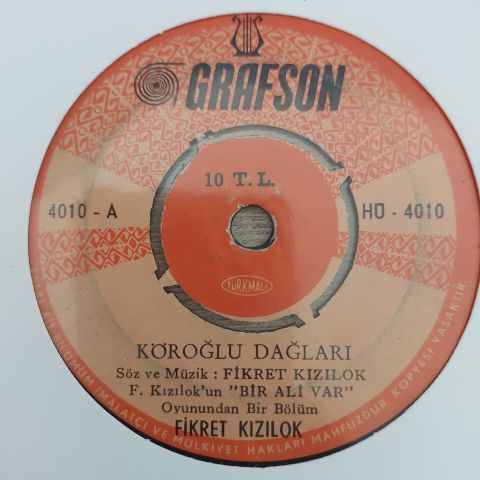 GRAFSON
10 T.L.
4010 - A
HÜ - 4010
TÜRKMALI
KÖROĞLU DAĞLARI
Söz ve Müzik : FİKRET KIZILOK
F. Kızılok'un "BİR ALİ VAR"
Oyunundan Bir Bölüm
FİKRET KIZILOK
BÜTÜN İMALATÇI VE MÜLKİYET HAKLARI MAHFUZDUR. KOPYESİ YASAKTIR